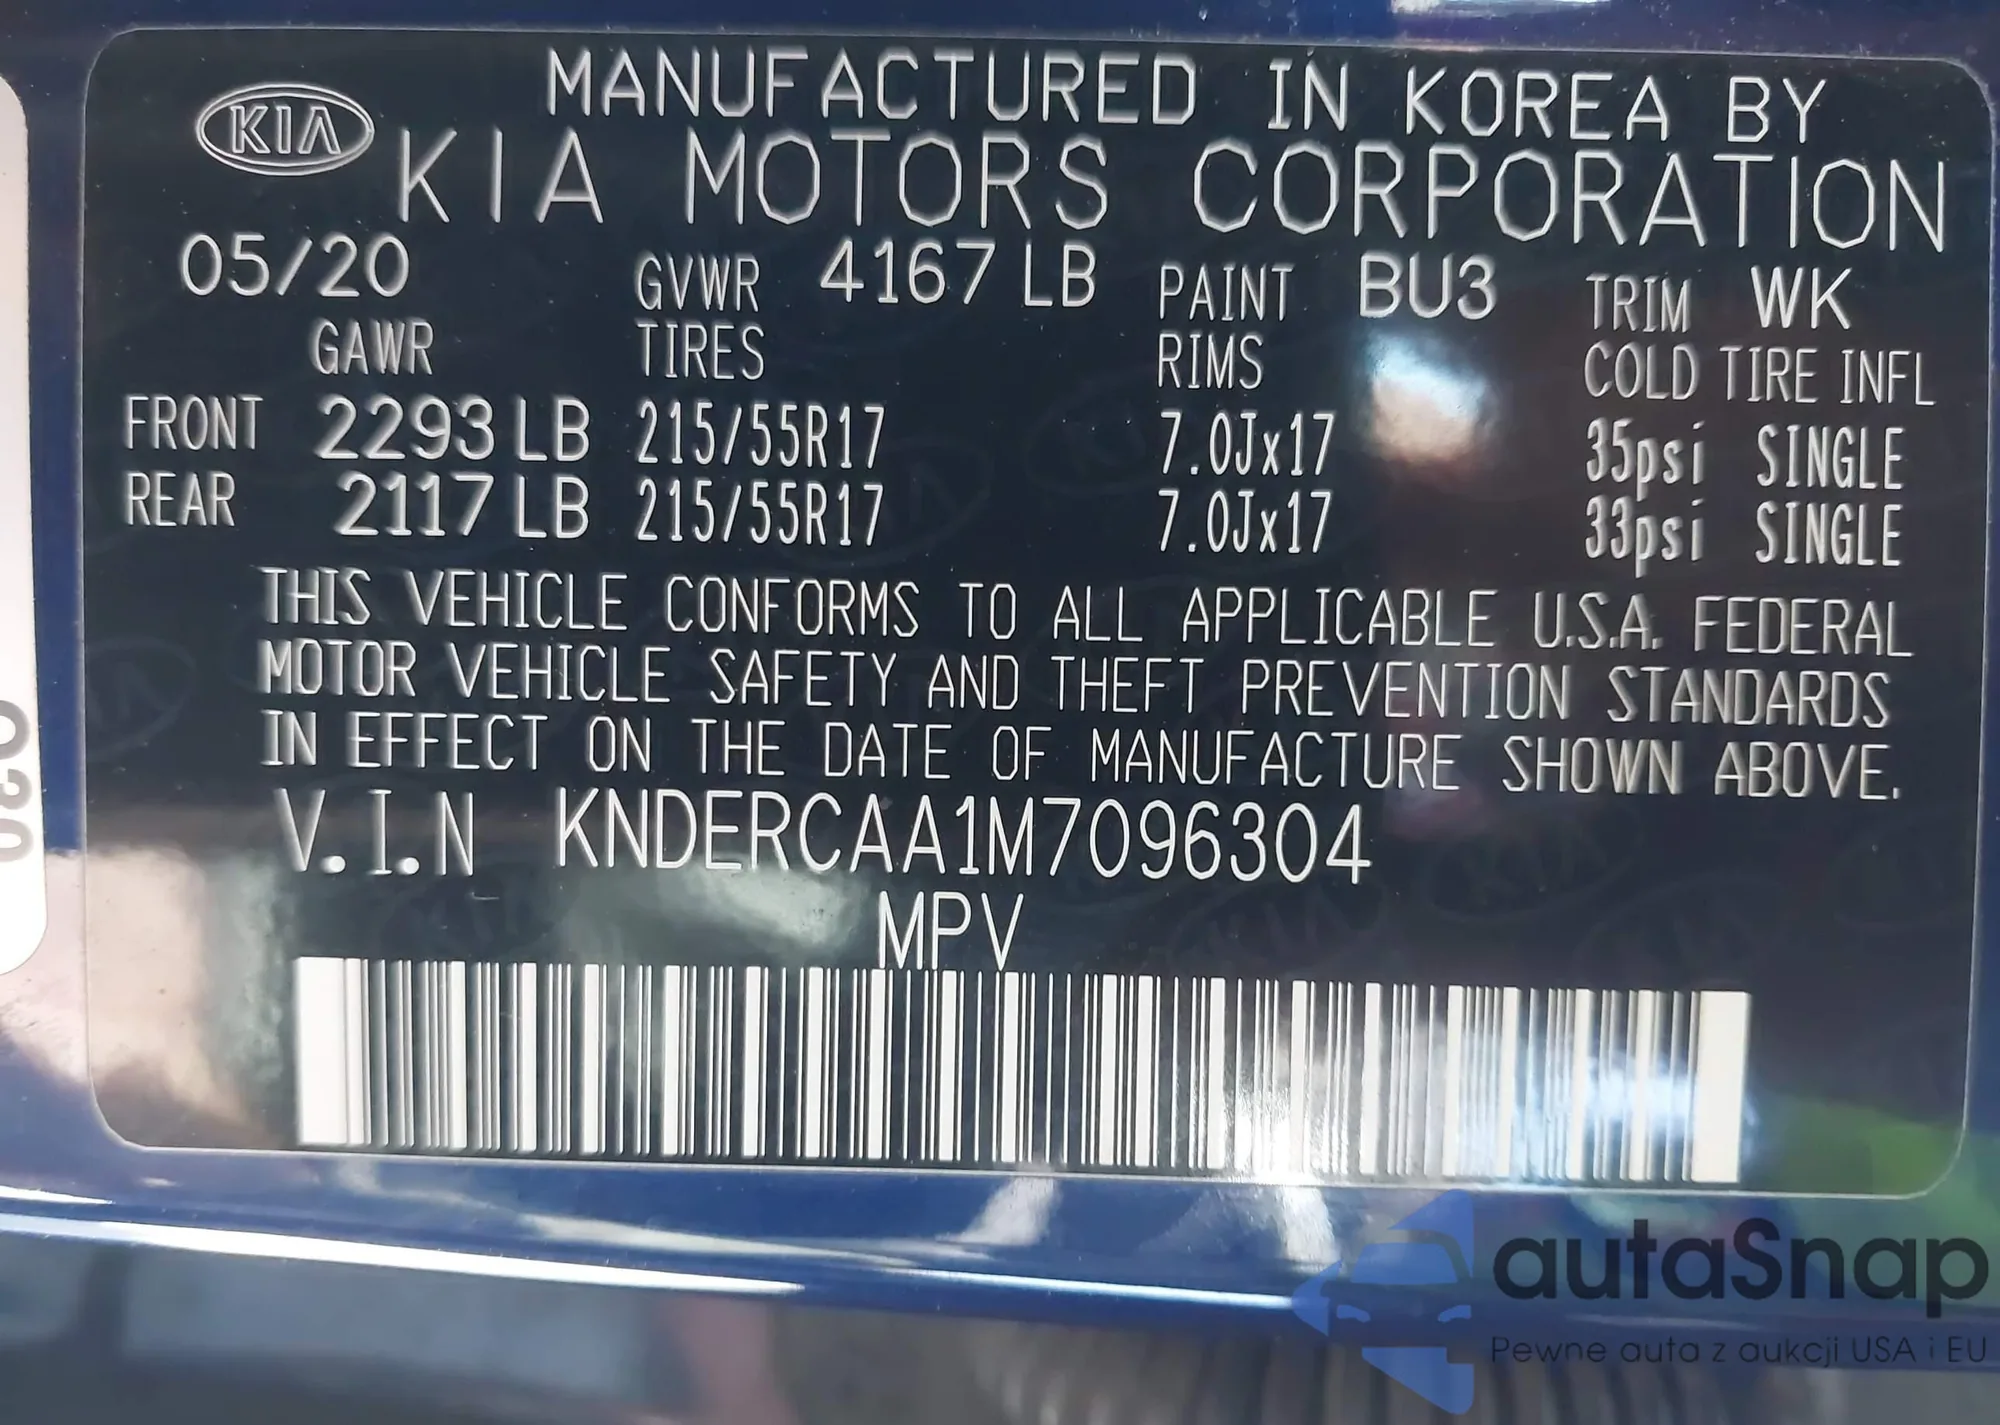 MANUFACTURED IN KOREA BY
KIA KIA MOTORS CORPORATION
05/20 GVWR 4167 LB PAINT BU3 TRIM WK
GAWR TIRES RIMS COLD TIRE INFL
FRONT 2293 LB 215/55R17 7.0Jx17 35psi SINGLE
REAR 2117 LB 215/55R17 7.0Jx17 33psi SINGLE
THIS VEHICLE CONFORMS TO ALL APPLICABLE U.S.A. FEDERAL
MOTOR VEHICLE SAFETY AND THEFT PREVENTION STANDARDS
IN EFFECT ON THE DATE OF MANUFACTURE SHOWN ABOVE.
V.I.N KNDERCAA1M7096304
MPV
autaSnap
Pewne auta z aukcji USA i EU